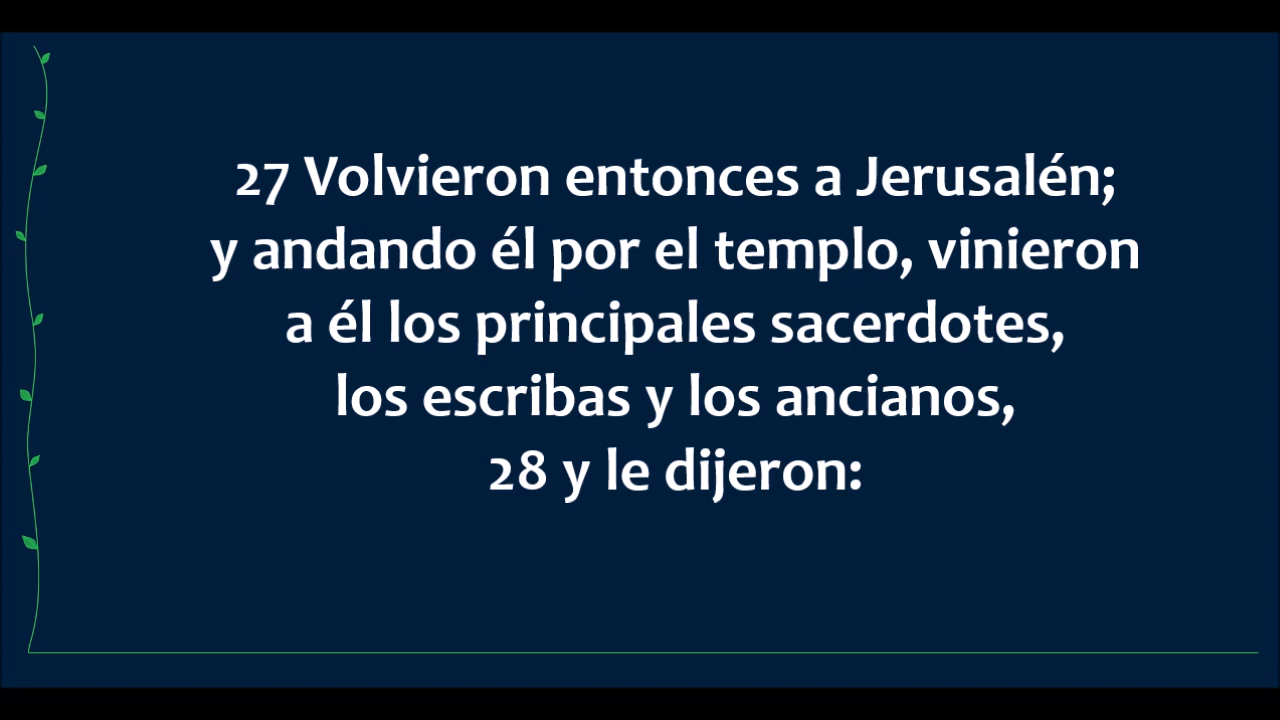 27 Volvieron entonces a Jerusalén;
y andando él por el templo, vinieron
a él los principales sacerdotes,
los escribas y los ancianos,
28 y le dijeron: